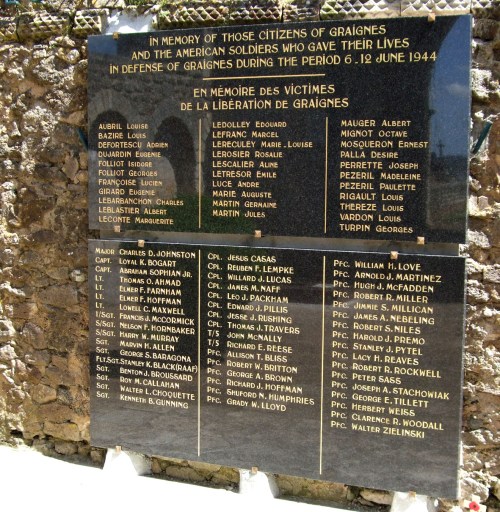 IN MEMORY OF THOSE CITIZENS OF GRAIGNES
AND THE AMERICAN SOLDIERS WHO GAVE THEIR LIVES
IN DEFENSE OF GRAIGNES DURING THE PERIOD 6.12 JUNE 1944
EN MÉMOIRE DES VICTIMES
DE LA LIBÉRATION DE GRAIGNES
AUBRIL LOUISE
BAZIRE LOUIS
DEFORTESCU ADRIEN
DUJARDIN EUGENIE
FOLLIOT ISIDORE
FOLLIOT GEORGES
FRANÇOISE LUCIEN
GIRARD EUGENIE
LEBARBANCHON CHARLES
LEBLASTIER ALBERT
LECONTE MARGUERITE
LEDOLLEY EDOUARD
LEFRANC MARCEL
LERECULEY MARIE-LOUISE
LEROSIER ROSALIE
LESCALIER ALINE
LETRESOR EMILE
LUCE ANDRE
MARIE AUGUSTE
MARTIN GERMAINE
MARTIN JULES
MAUGER ALBERT
MIGNOT OCTAVE
MOSQUERON ERNEST
PALLA DESIRÉ
PERRETTE JOSEPH
PEZERIL MADELEINE
PEZERIL PAULETTE
RIGAULT LOUIS
THEREZE LOUIS
VARDON LOUIS
TURPIN GEORGES
MAJOR CHARLES D. JOHNSTON
CAPT. LOYAL K. BOGART
CAPT. ABRAHAM SOPHIAN JR.
LT. THOMAS O. AHMAD
LT. ELMER F. FARNHAM
LT. ELMER F. HOFFMAN
LT. LOWELL C. MAXWELL
T/SGT. FRANCIS J. MCCORMICK
S/SGT. NELSON F. HORNBAKER
S/SGT. HARRY W. MURRAY
SGT. MARVIN H. ALLEN
SGT. GEORGE S. BARAGONA
FLT.SGT. STANLEY K. BLACK (RAAF)
SGT. BENTON J. BROUSSARD
SGT. ROY M. CALLAHAN
SGT. WALTER L. CHOQUETTE
SGT. KENNETH B. GUNNING
CPL. JESUS CASAS
CPL. REUBEN F. LEMPKE
CPL. WILLARD J. LUCAS
CPL. JAMES M. NAFF
CPL. LEO J. PACKHAM
CPL. EDWARD J. PILLIS
CPL. JESSE J. RUSHING
CPL. THOMAS J. TRAVERS
T/5 JOHN MCNALLY
T/5 RICHARD E. REESE
PFC. ALLISON T. BLISS
PFC. ROBERT W. BRITTON
PFC. GEORGE A. BROWN
PFC. RICHARD J. HOFFMAN
PFC. SHUFORD N. HUMPHRIES
PFC. GRADY W. LLOYD
PFC. WILLIAM H. LOVE
PFC. ARNOLD J. MARTINEZ
PFC. HUGH J. MCFADDEN
PFC. ROBERT R. MILLER
PFC. JIMMIE S. MILLICAN
PFC. JAMES A. NEBELING
PFC. ROBERT S. NILES
PFC. HAROLD J. PREMO
PFC. STANLEY J. PYTEL
PFC. LACY H. REAVES
PFC. ROBERT R. ROCKWELL
PFC. PETER SASS
PFC. JOSEPH A. STACHOWIAK
PFC. GEORGE E. TILLETT
PFC. HERBERT WEISS
PFC. CLARENCE R. WOODALL
PFC. WALTER ZIELINSKI